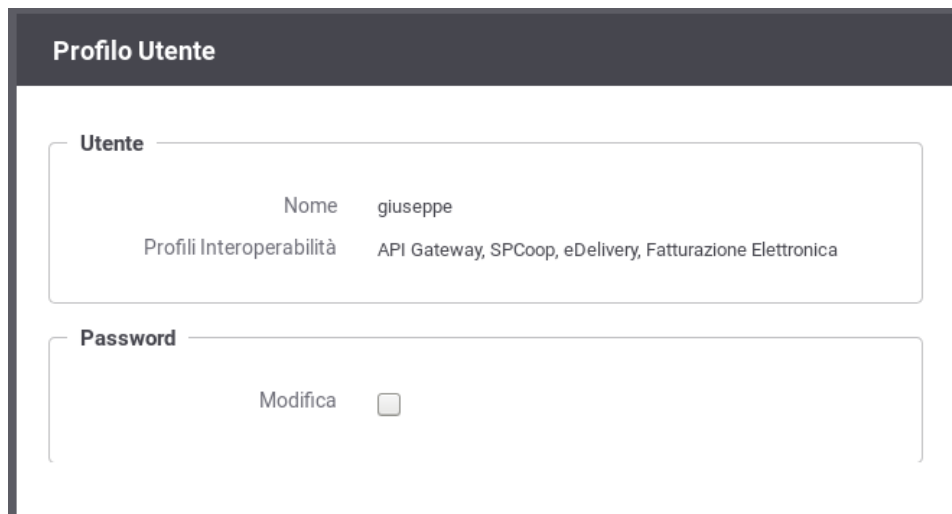 Profilo Utente
Utente
Nome giuseppe
Profili Interoperabilità API Gateway, SPCoop, eDelivery, Fatturazione Elettronica
Password
Modifica